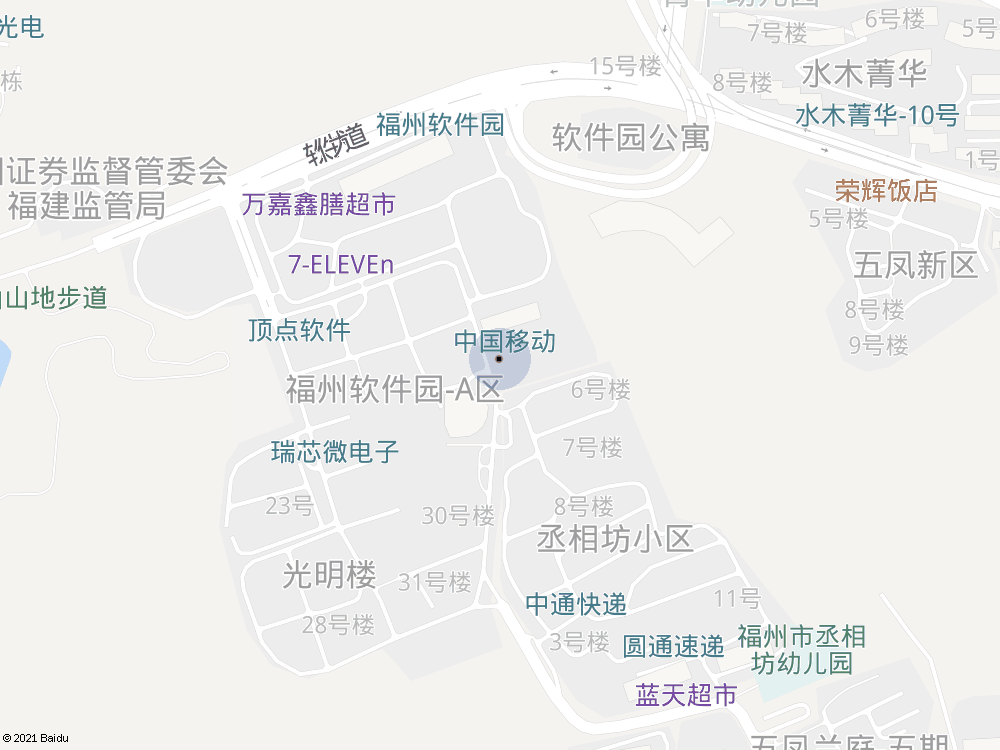 光电
6号楼
7号楼
5号
栋
15号楼
8号楼
水木菁华
水木菁华-10号
福州软件园
软件园公寓
1号
证券监督管委会
福建监管局
万嘉鑫膳超市
荣辉饭店
5号楼
7-ELEVEn
五凤新区
山地步道
8号楼
顶点软件
中国移动
9号楼
福州软件园-A区
6号楼
瑞芯微电子
7号楼
23号
30号楼
8号楼
丞相坊小区
光明楼
31号楼
中通快递
11号
28号楼
3号楼
圆通速递
福州市丞相
坊幼儿园
蓝天超市
五凤兰庭-五期
© 2021 Baidu